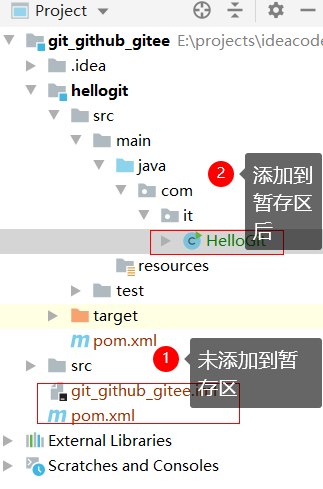 Project
git_github_gitee E:\projects\ideacode
.idea
hellogit
src
main
java
com
it
HelloGit
resources
test
target
pom.xml
src
pom.xml
External Libraries
Scratches and Consoles
2
添加到
暂存区
后
1
未添加到暂
存区